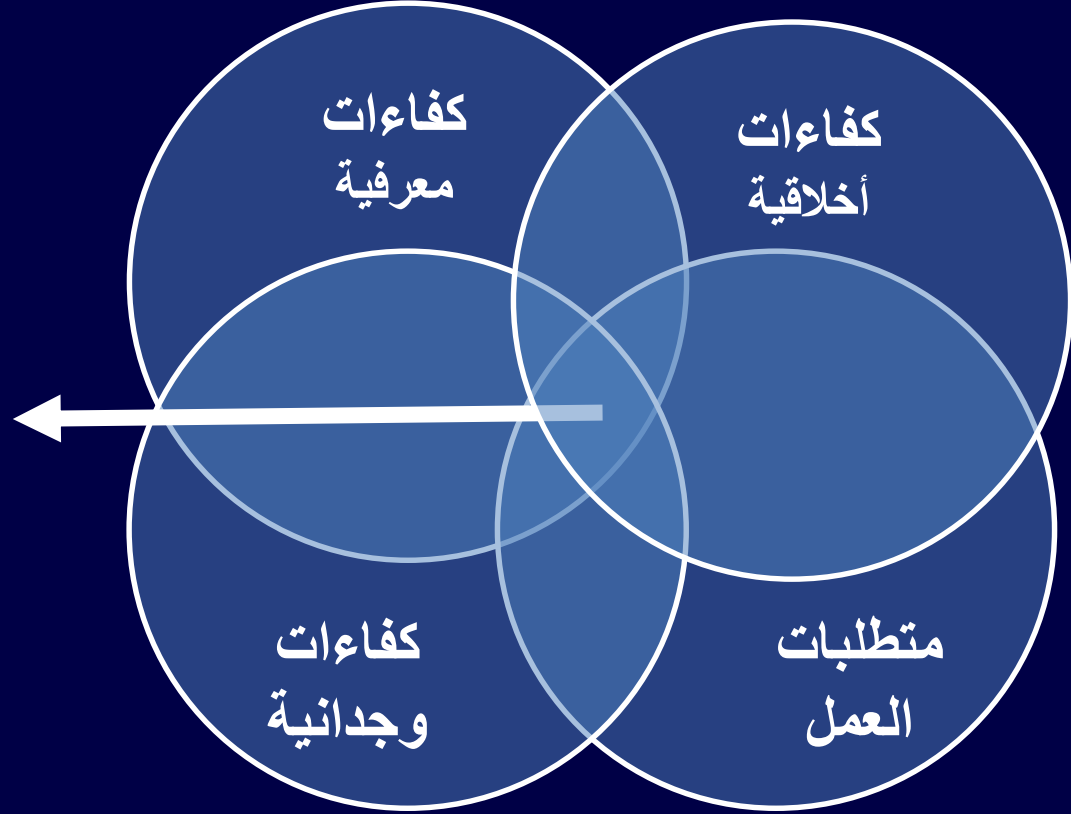 كفاءات
أخلاقية
كفاءات
معرفية
متطلبات
العمل
كفاءات
وجدانية